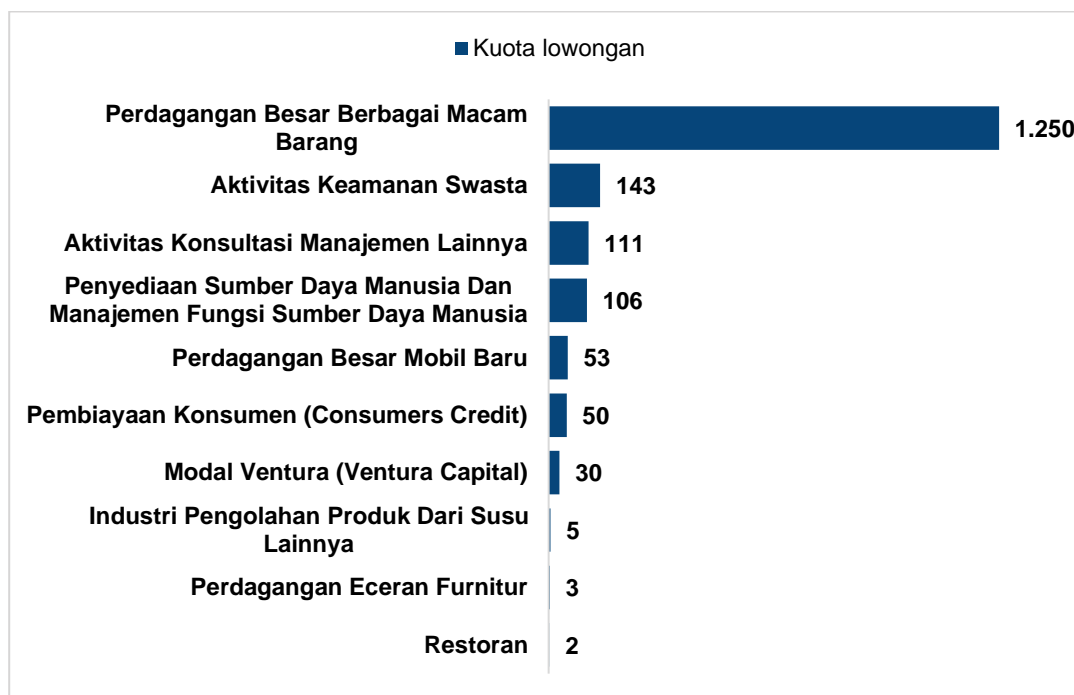 Kuota lowongan
Perdagangan Besar Berbagai Macam
Barang
1.250
Aktivitas Keamanan Swasta
143
Aktivitas Konsultasi Manajemen Lainnya
111
Penyediaan Sumber Daya Manusia Dan
Manajemen Fungsi Sumber Daya Manusia
106
Perdagangan Besar Mobil Baru
53
Pembiayaan Konsumen (Consumers Credit)
50
Modal Ventura (Ventura Capital)
30
Industri Pengolahan Produk Dari Susu
Lainnya
5
Perdagangan Eceran Furnitur
3
Restoran
2